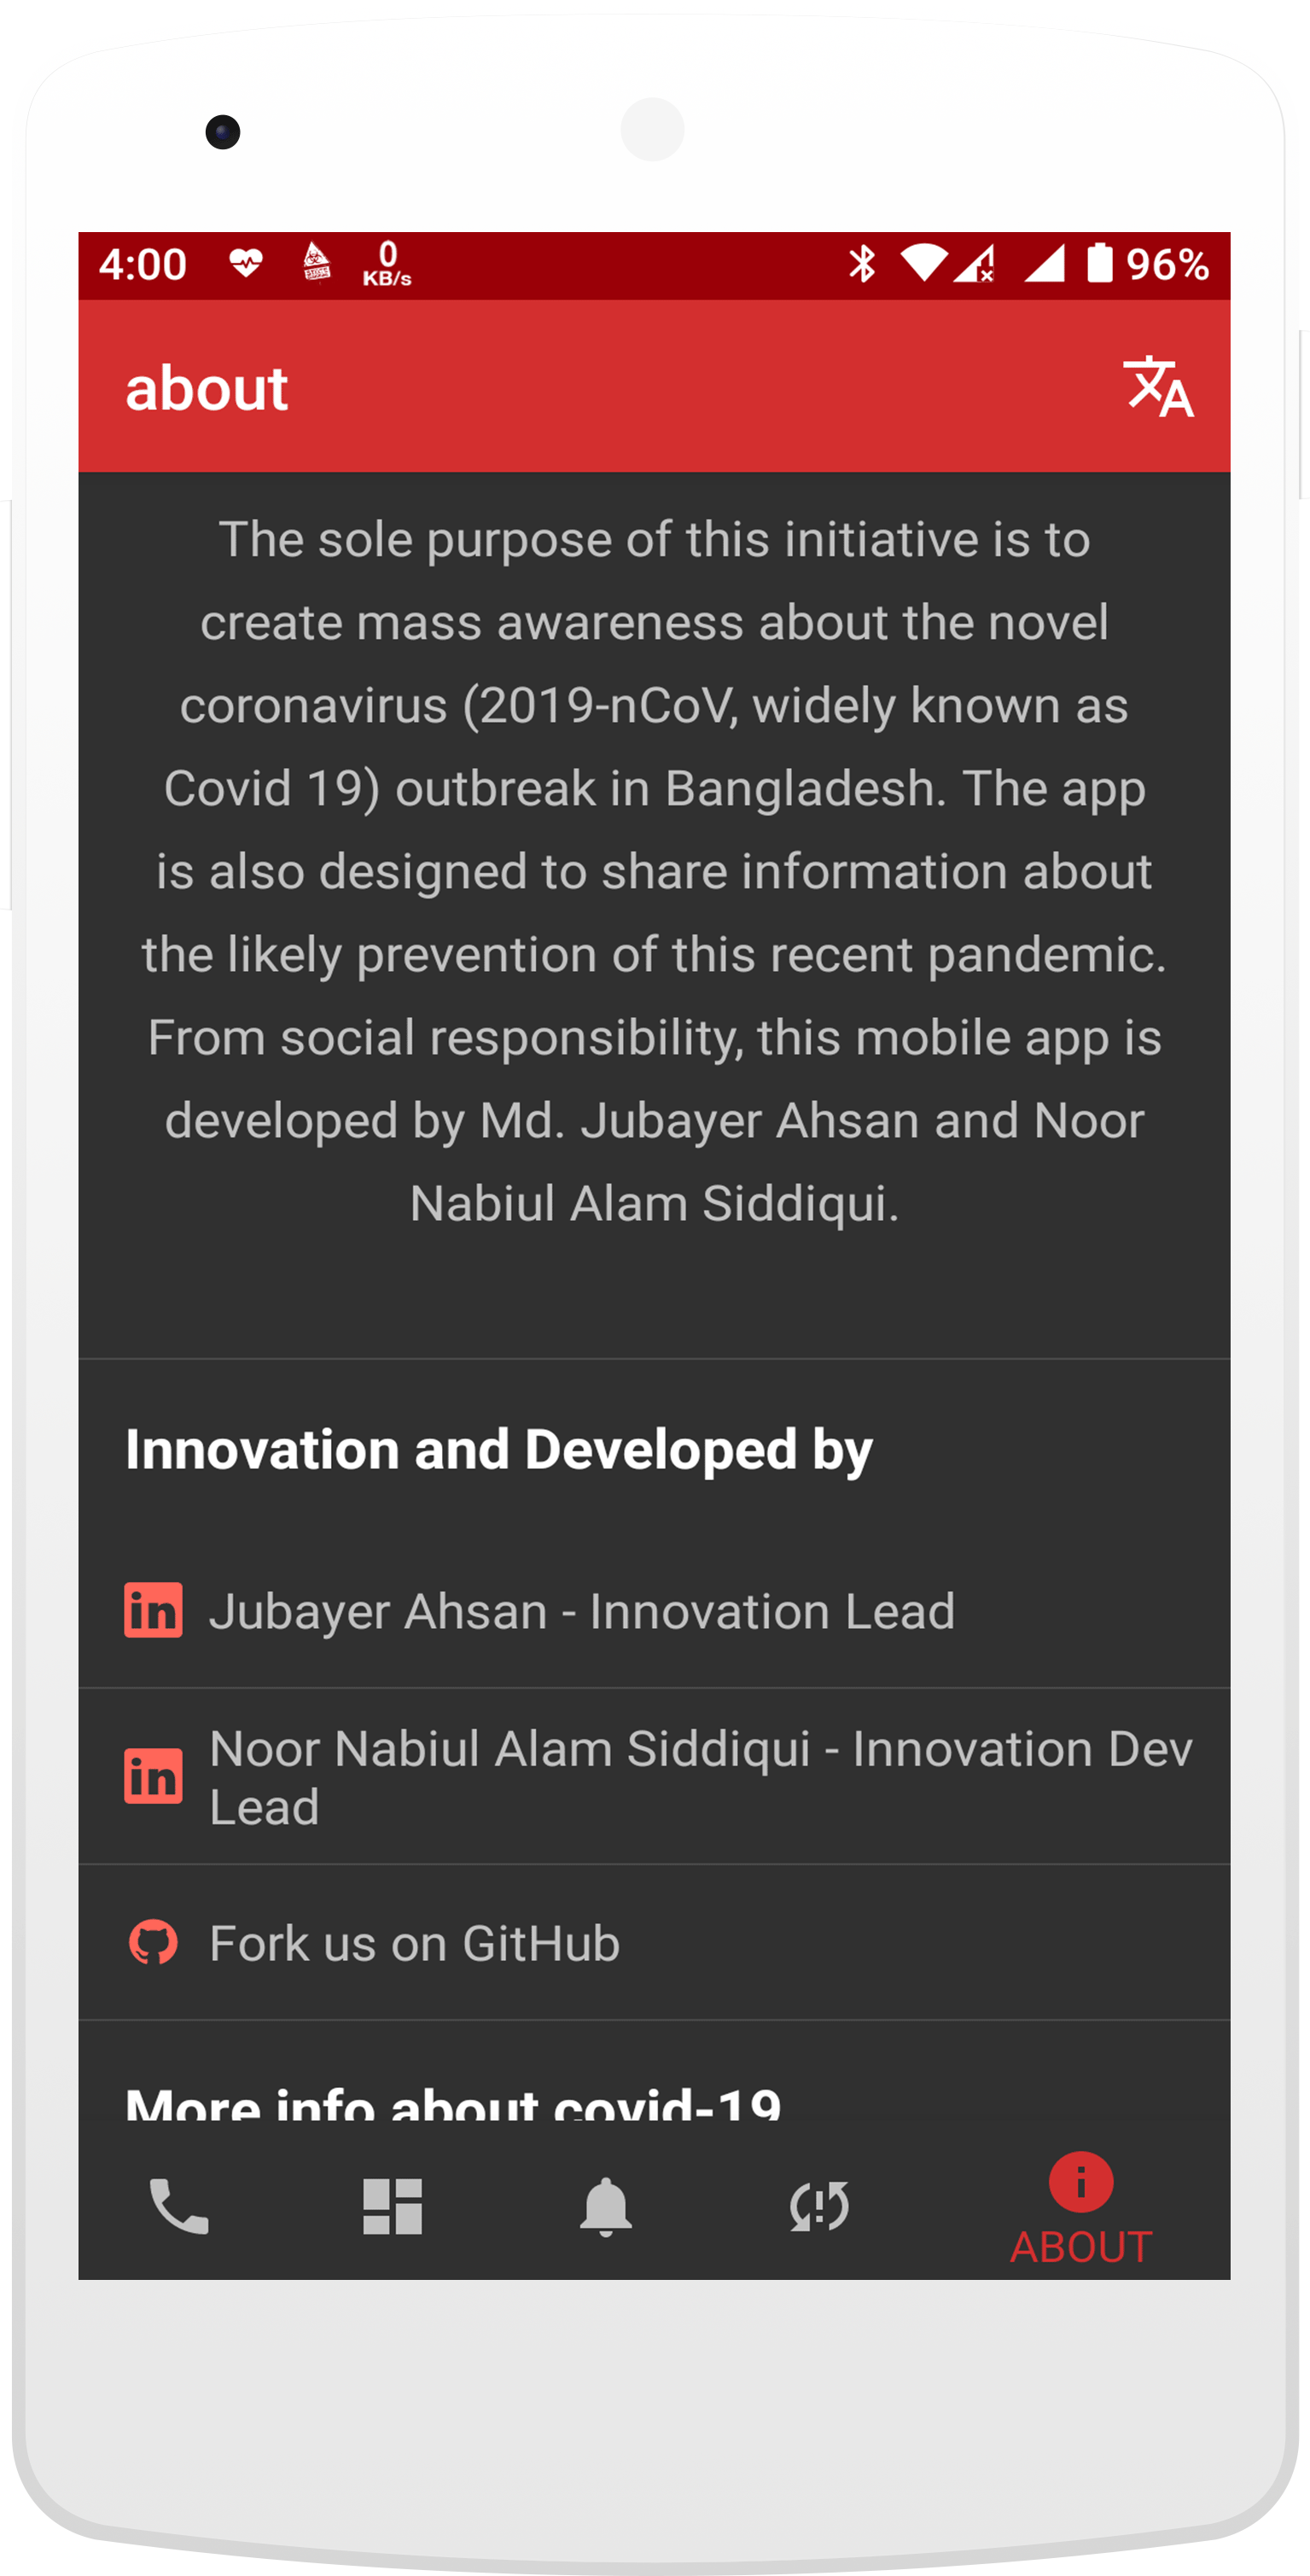 4:00 0 KB/s 96%
about
The sole purpose of this initiative is to
create mass awareness about the novel
coronavirus (2019-nCoV, widely known as
Covid 19) outbreak in Bangladesh. The app
is also designed to share information about
the likely prevention of this recent pandemic.
From social responsibility, this mobile app is
developed by Md. Jubayer Ahsan and Noor
Nabiul Alam Siddiqui.
Innovation and Developed by
Jubayer Ahsan - Innovation Lead
Noor Nabiul Alam Siddiqui - Innovation Dev
Lead
Fork us on GitHub
More info about covid-19
ABOUT